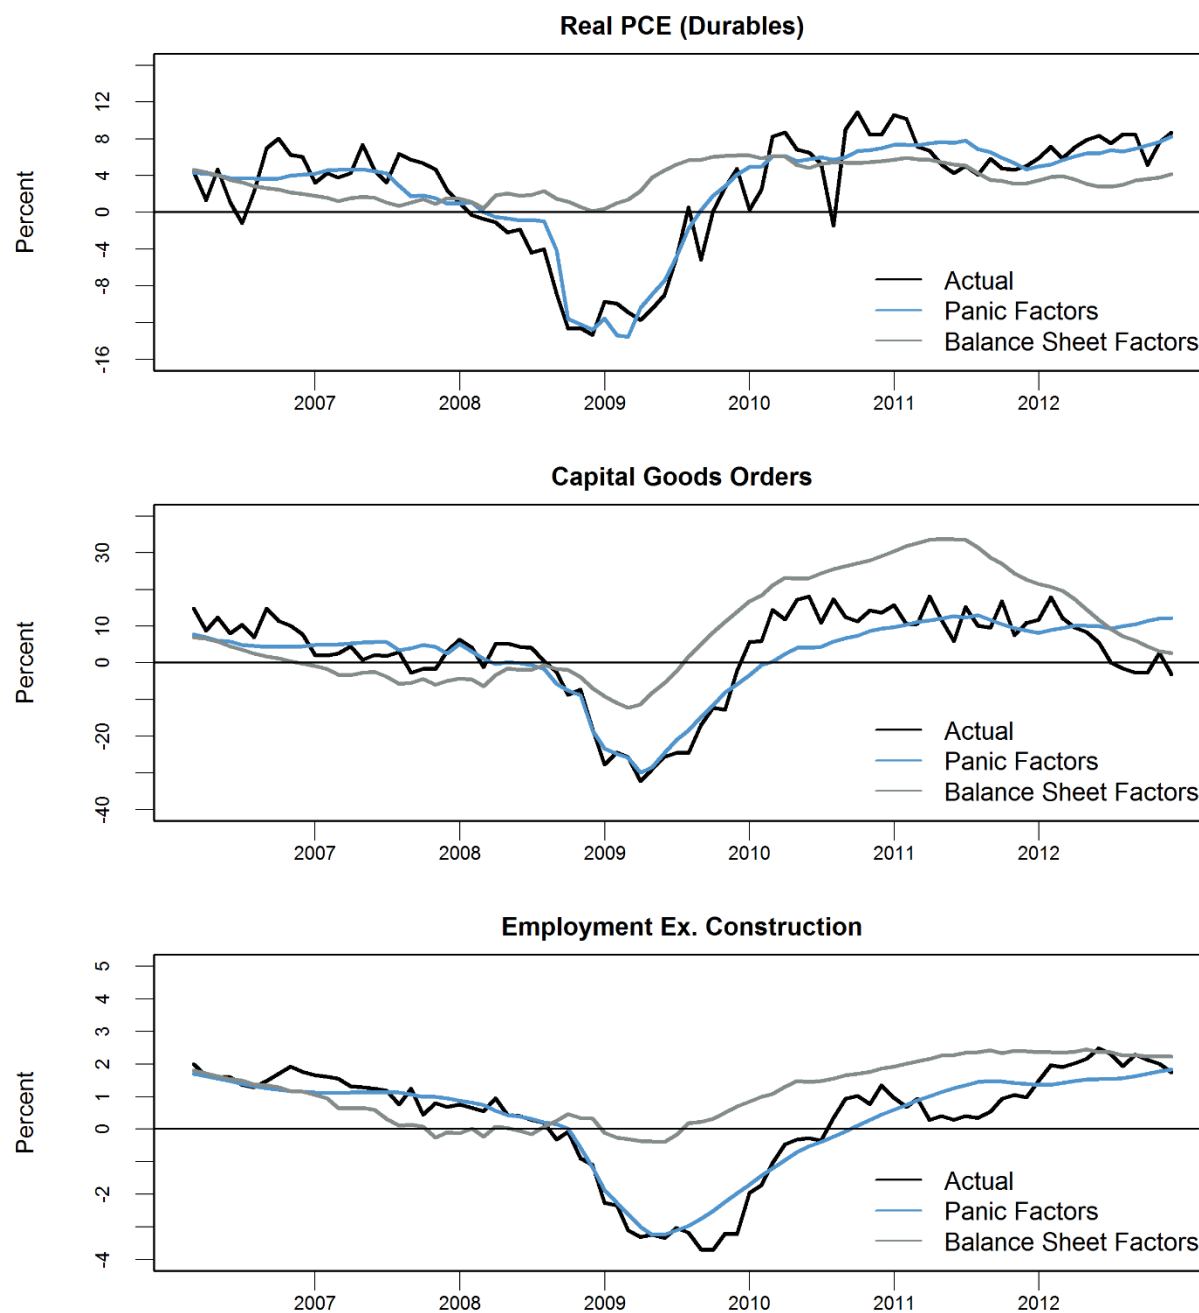 Real PCE (Durables)
Percent
12
8
4
0
-4
-8
-16
Actual
Panic Factors
Balance Sheet Factors
2007 2008 2009 2010 2011 2012
Capital Goods Orders
Percent
30
10
0
-20
-40
Actual
Panic Factors
Balance Sheet Factors
2007 2008 2009 2010 2011 2012
Employment Ex. Construction
Percent
5
4
3
2
1
0
-2
-4
Actual
Panic Factors
Balance Sheet Factors
2007 2008 2009 2010 2011 2012